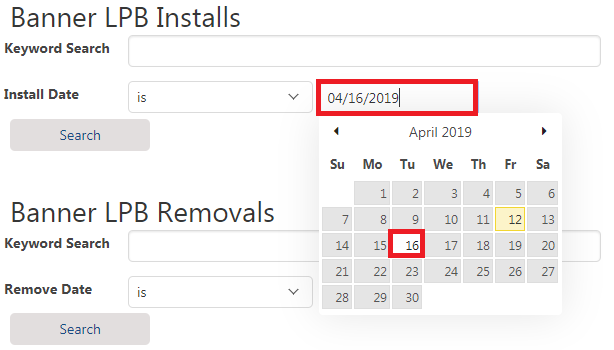 Banner LPB Installs
Keyword Search
Install Date is 04/16/2019
Search
April 2019
Su Mo Tu We Th Fr Sa
1 2 3 4 5 6
7 8 9 10 11 12 13
14 15 16 17 18 19 20
21 22 23 24 25 26 27
28 29 30
Banner LPB Removals
Keyword Search
Remove Date is
Search